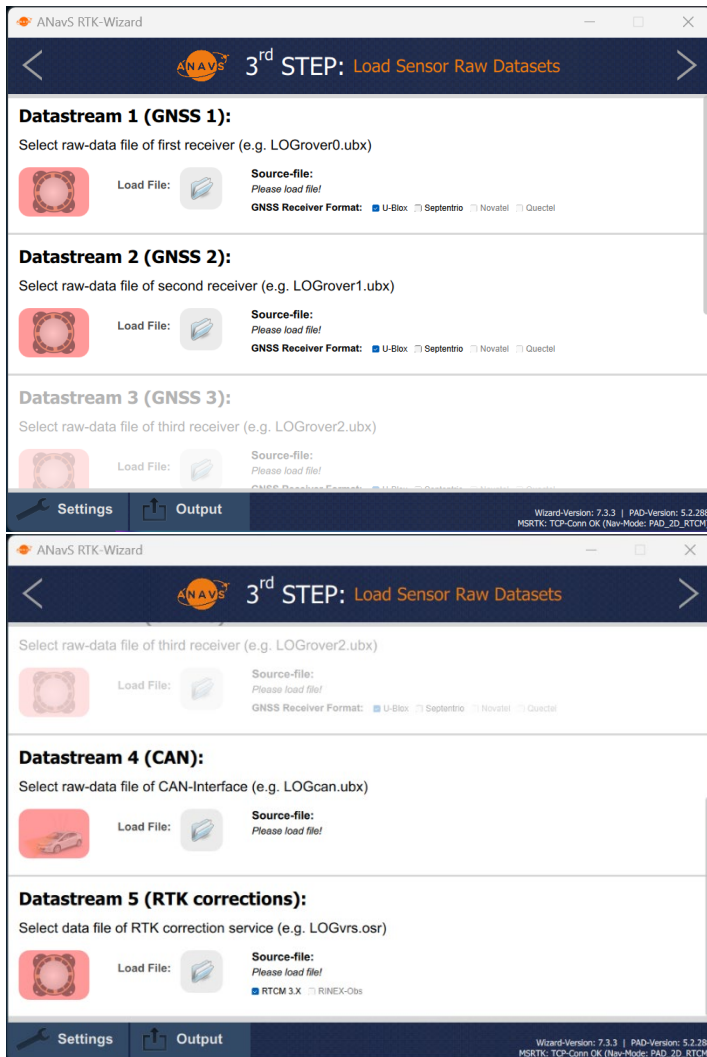 ANavS RTK-Wizard
ANAVS 3rd STEP: Load Sensor Raw Datasets
Datastream 1 (GNSS 1):
Select raw-data file of first receiver (e.g. LOGrover0.ubx)
Load File:
Source-file:
Please load file!
GNSS Receiver Format: U-Blox Septentrio Novatel Quectel
Datastream 2 (GNSS 2):
Select raw-data file of second receiver (e.g. LOGrover1.ubx)
Load File:
Source-file:
Please load file!
GNSS Receiver Format: U-Blox Septentrio Novatel Quectel
Datastream 3 (GNSS 3):
Select raw-data file of third receiver (e.g. LOGrover2.ubx)
Load File:
Source-file:
Please load file!
GNSS Receiver Format: U-Blox Septentrio Novatel Quectel
Settings Output
Wizard-Version: 7.3.3 | PAD-Version: 5.2.288
MSRTK: TCP-Conn OK (Nav-Mode: PAD_2D_RTCM)
ANavS RTK-Wizard
ANAVS 3rd STEP: Load Sensor Raw Datasets
Select raw-data file of third receiver (e.g. LOGrover2.ubx)
Load File:
Source-file:
Please load file!
GNSS Receiver Format: U-Blox Septentrio Novatel Quectel
Datastream 4 (CAN):
Select raw-data file of CAN-Interface (e.g. LOGcan.ubx)
Load File:
Source-file:
Please load file!
Datastream 5 (RTK corrections):
Select data file of RTK correction service (e.g. LOGvrs.osr)
Load File:
Source-file:
Please load file!
RTCM 3.X RINEX-Obs
Settings Output
Wizard-Version: 7.3.3 | PAD-Version: 5.2.28
MSRTK: TCP-Conn OK (Nav-Mode: PAD_2D_RTCM